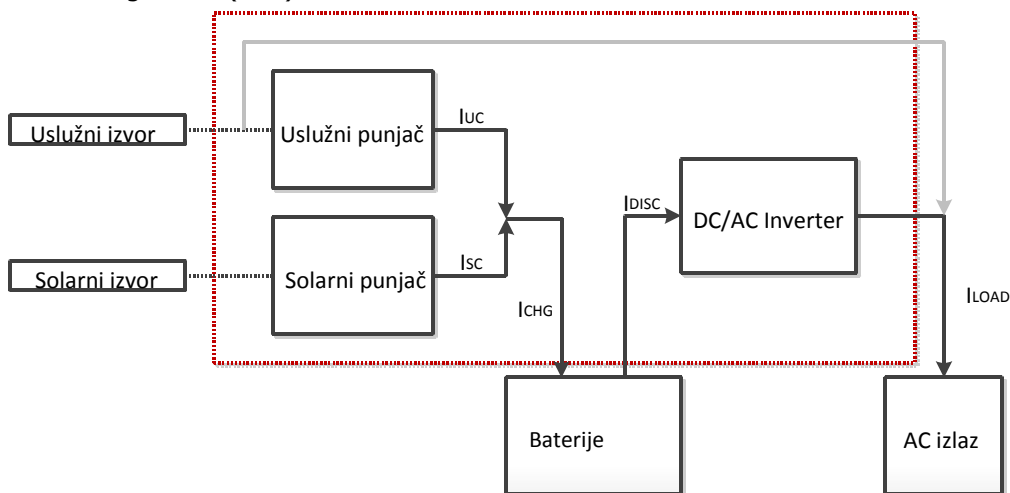 Uslužni izvor
Uslužni punjač
IUC
Solarni izvor
Solarni punjač
ISC
ICHG
IDISC
DC/AC Inverter
ILOAD
Baterije
AC izlaz